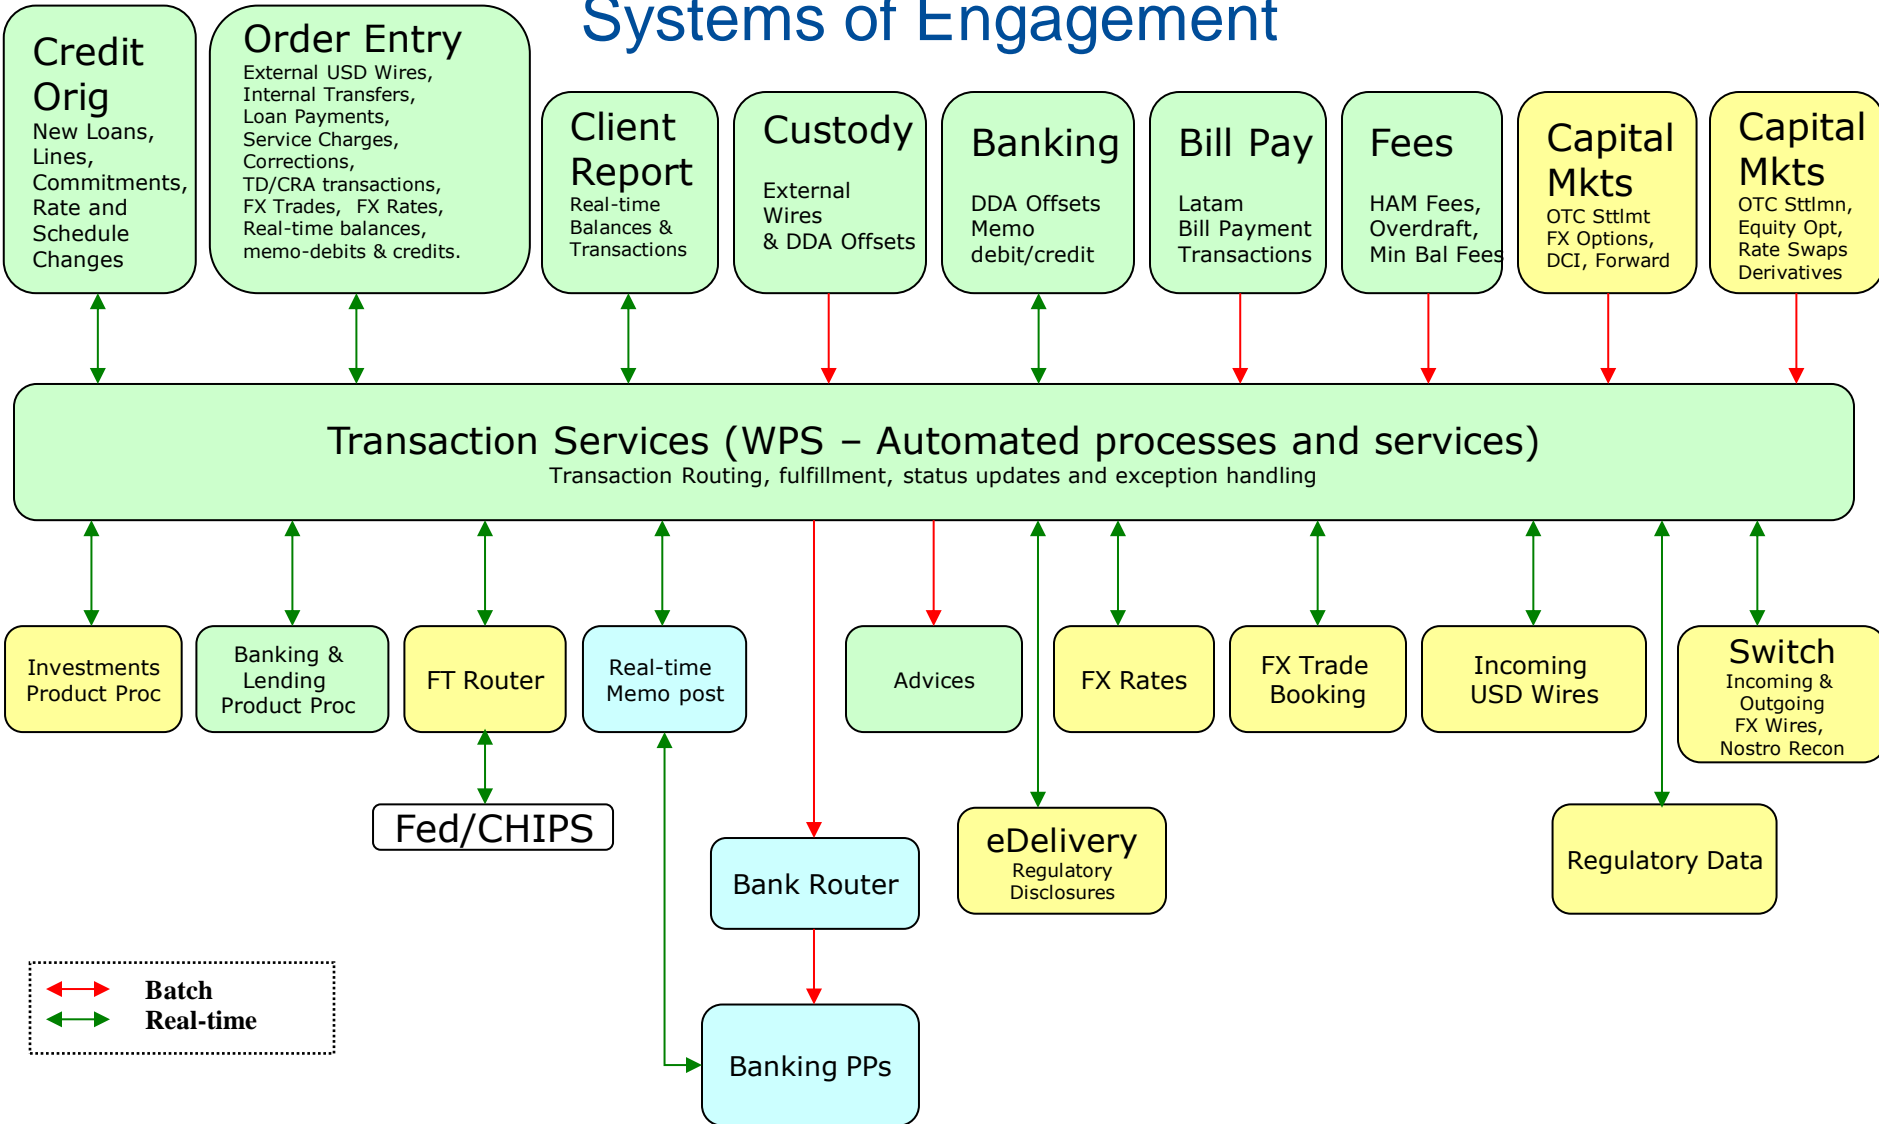 Systems of Engagement
Credit
Orig
New Loans,
Lines,
Commitments,
Rate and
Schedule
Changes
Order Entry
External USD Wires,
Internal Transfers,
Loan Payments,
Service Charges,
Corrections,
TD/CRA transactions,
FX Trades, FX Rates,
Real-time balances,
memo-debits & credits.
Client
Report
Real-time
Balances &
Transactions
Custody
External
Wires
& DDA Offsets
Banking
DDA Offsets
Memo
debit/credit
Bill Pay
Latam
Bill Payment
Transactions
Fees
HAM Fees,
Overdraft,
Min Bal Fees
Capital
Mkts
OTC Sttlmt
FX Options,
DCI, Forward
Capital
Mkts
OTC Sttlmn,
Equity Opt,
Rate Swaps
Derivatives
Transaction Services (WPS – Automated processes and services)
Transaction Routing, fulfillment, status updates and exception handling
Investments
Product Proc
Banking &
Lending
Product Proc
FT Router
Real-time
Memo post
Advices
FX Rates
FX Trade
Booking
Incoming
USD Wires
Switch
Incoming &
Outgoing
FX Wires,
Nostro Recon
Fed/CHIPS
Bank Router
eDelivery
Regulatory
Disclosures
Regulatory Data
Batch
Real-time
Banking PPs